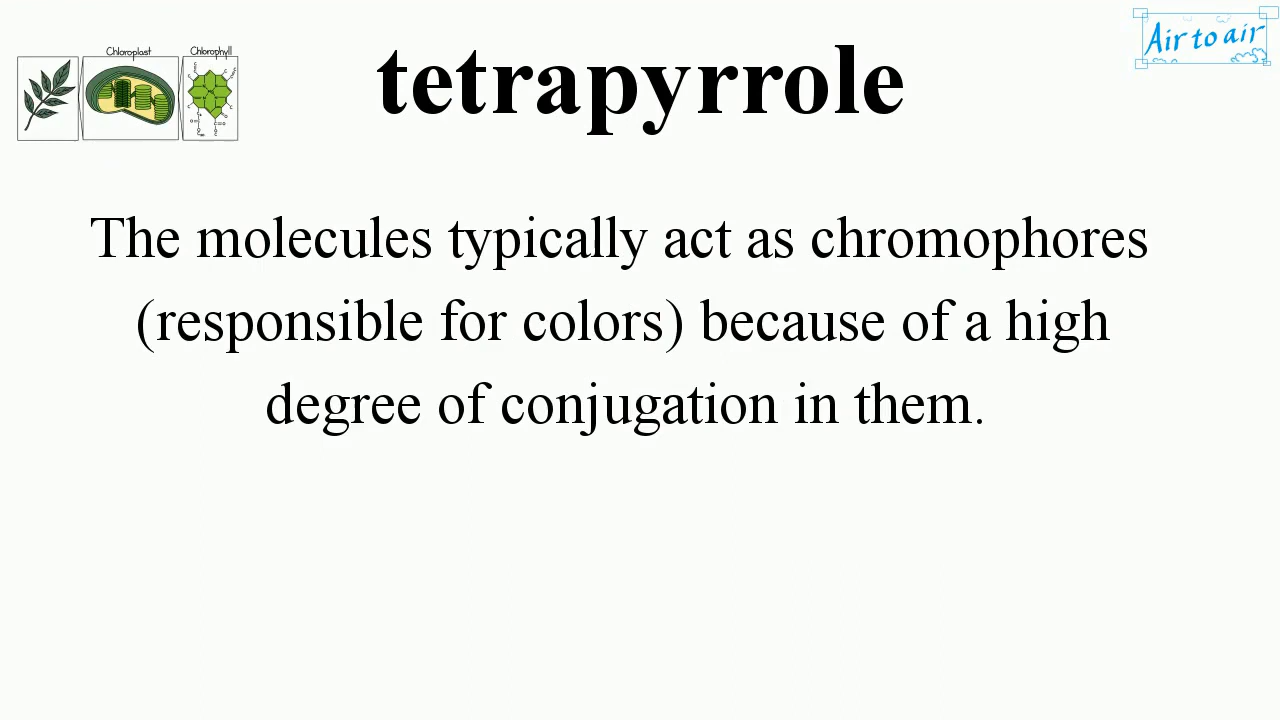 Chloroplast
Chlorophyll
tetrapyrrole
Air to air
The molecules typically act as chromophores
(responsible for colors) because of a high
degree of conjugation in them.